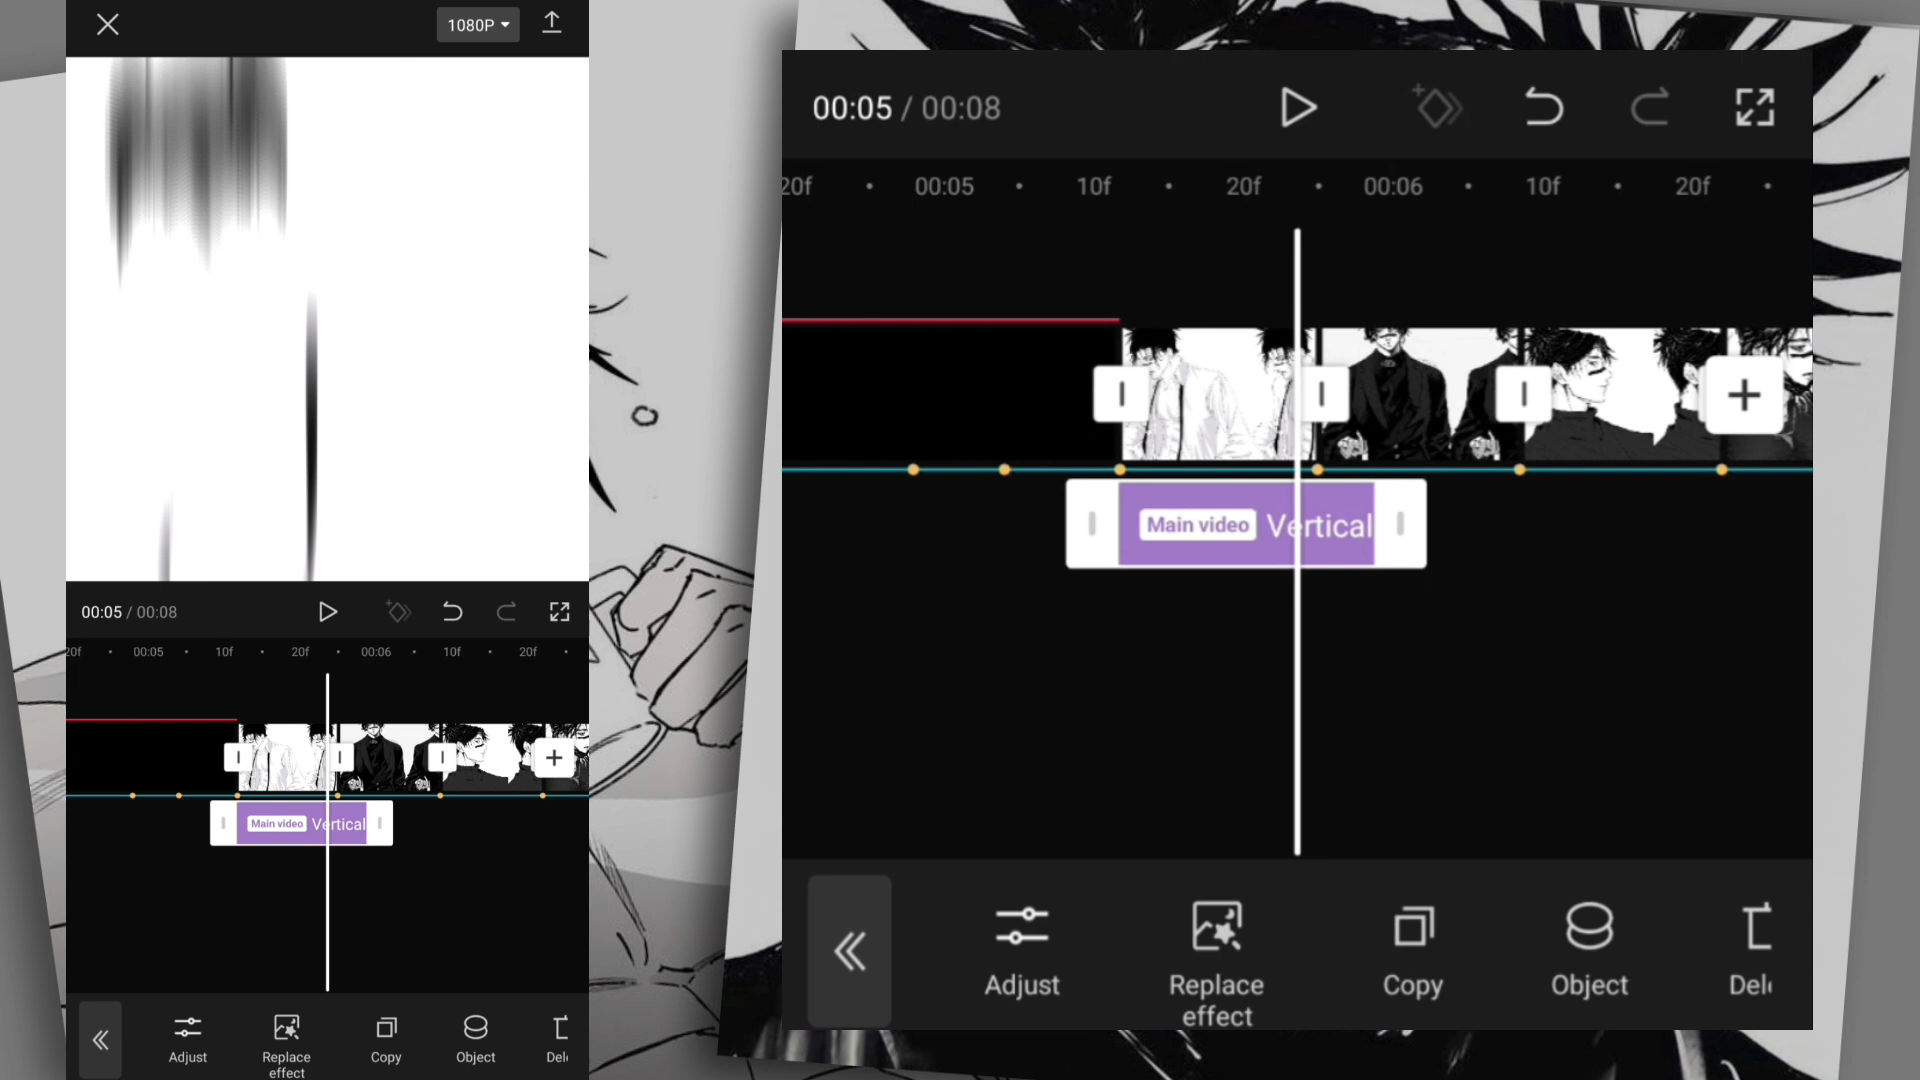 1080P
00:05 / 00:08
20f 00:05 10f 20f 00:06 10f 20f
Main video Vertical
Adjust
Replace
effect
Copy
Object
00:05 / 00:08
20f 00:05 10f 20f 00:06 10f 20f
Main video Vertical
Adjust
Replace
effect
Copy
Object